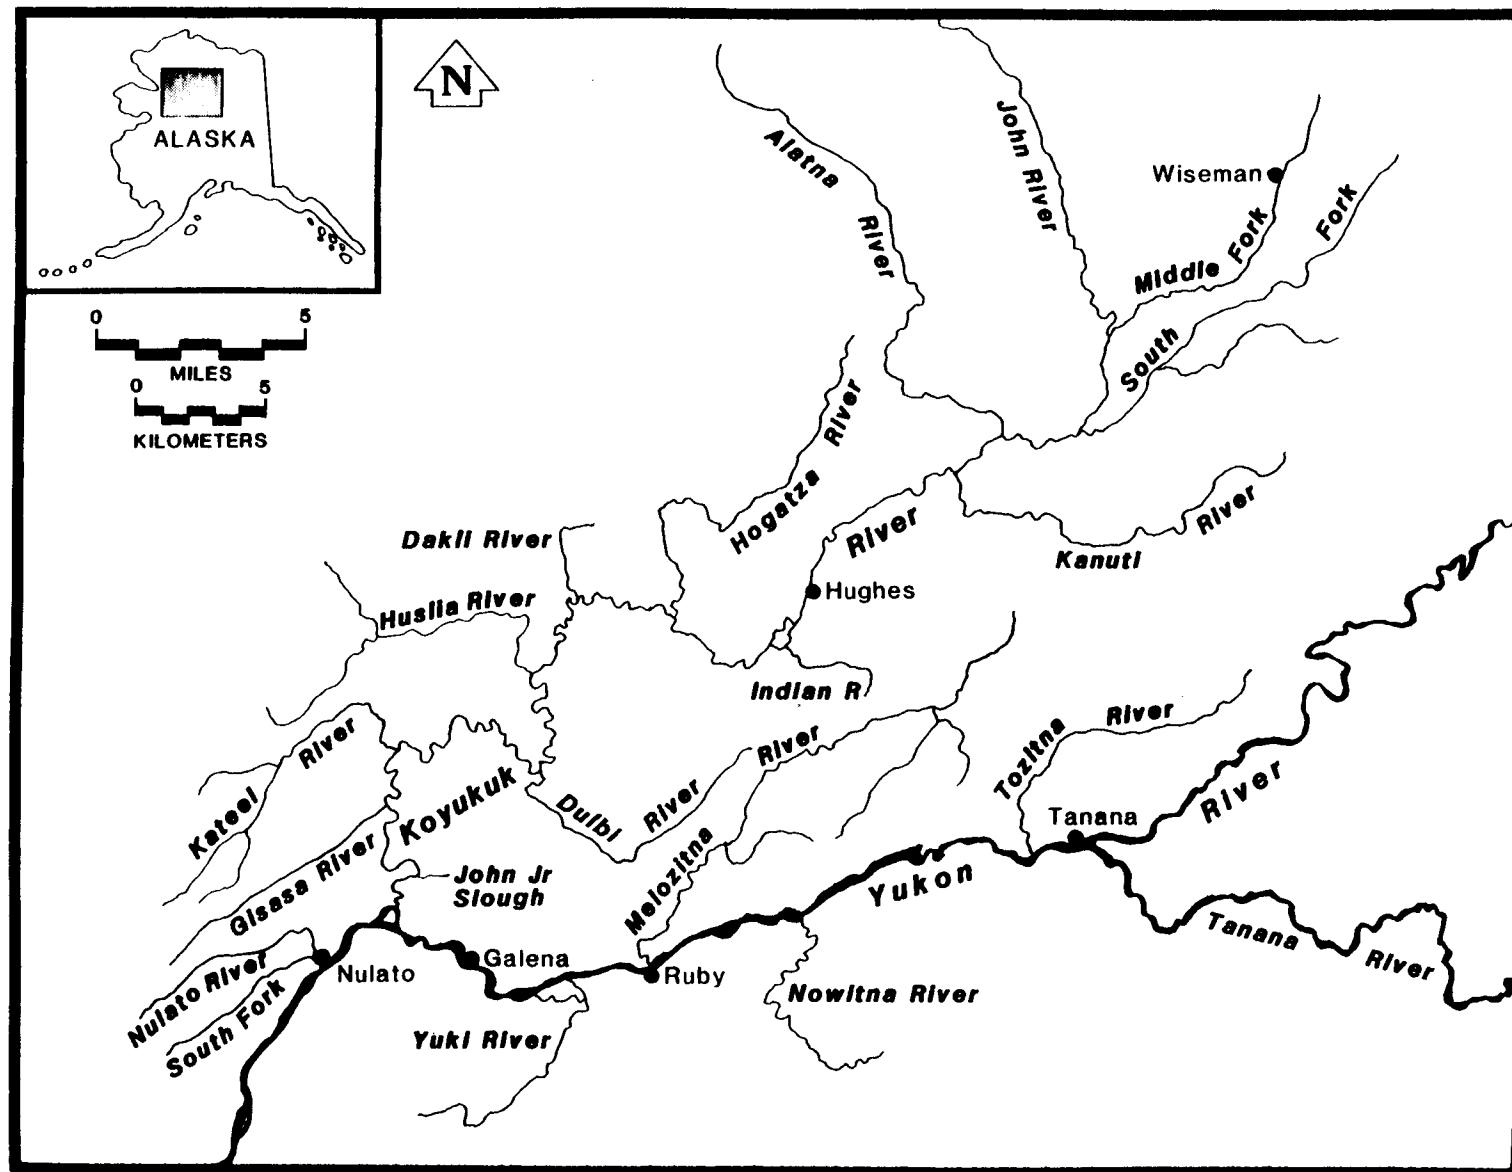 N
ALASKA
0 5
MILES
0 5
KILOMETERS
Alatna River
John River
Wiseman
Middle Fork
South Fork
Hogatza River
Koyukuk River
Kanuti River
Dakli River
Huslia River
Hughes
Indian R
Kateel River
Dulbi River
Melozitna River
Tozitna River
Tanana
Yukon River
Gisasa River
John Jr
Slough
Nulato River
South Fork
Nulato
Galena
Ruby
Tanana River
Nowitna River
Yuki River